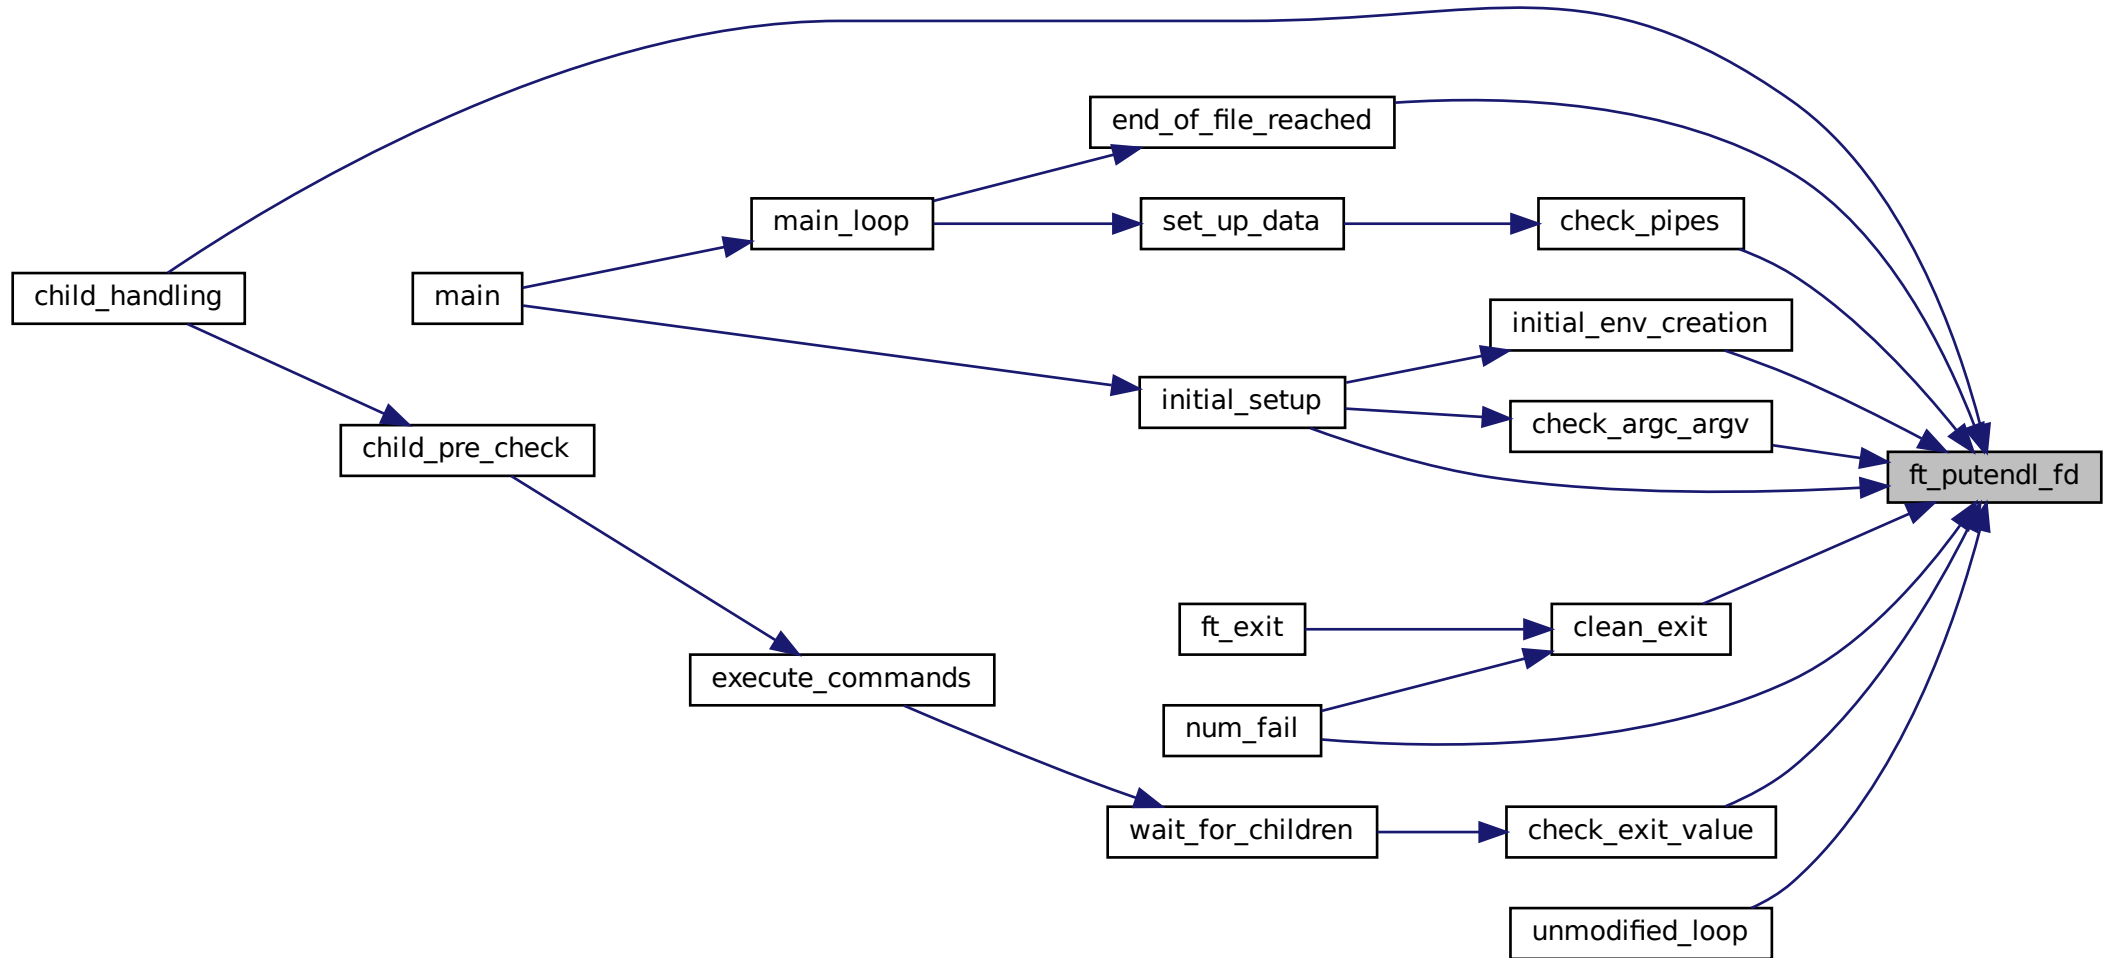 end_of_file_reached
main_loop
set_up_data
check_pipes
child_handling
main
initial_env_creation
initial_setup
check_argc_argv
child_pre_check
ft_putendl_fd
ft_exit
clean_exit
execute_commands
num_fail
wait_for_children
check_exit_value
unmodified_loop